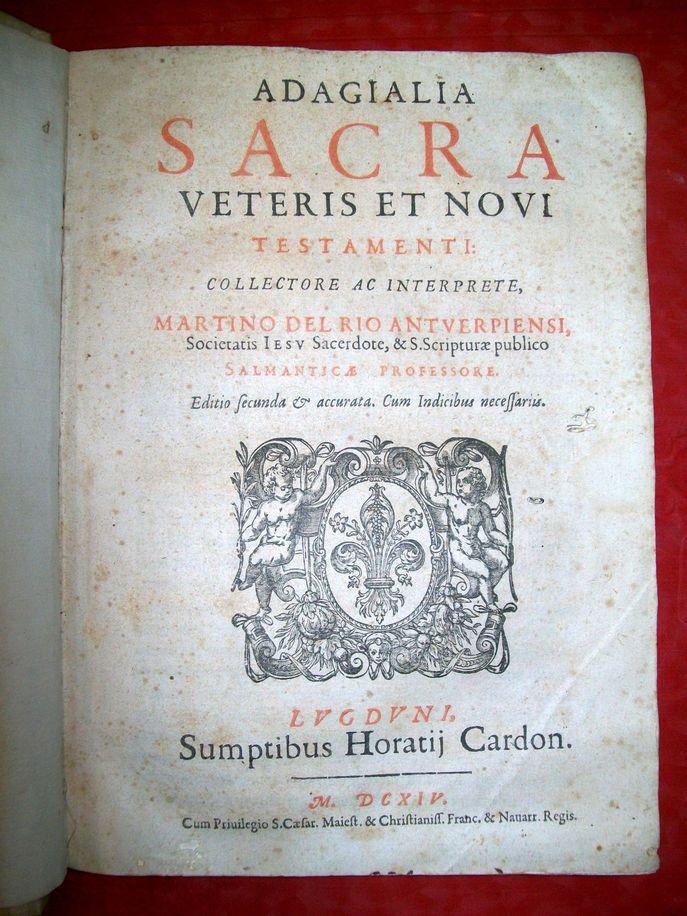 ADAGIALIA
SACRA
VETERIS ET NOVI
TESTAMENTI:
COLLECTORE AC INTERPRETE,
MARTINO DEL RIO ANTVERPIENSI,
Societatis IESV Sacerdote, & S. Scripturæ publico
SALMANTICÆ PROFESSORE.
Editio ſecunda & accurata. Cum Indicibus neceſſariis.
LVGDVNI,
Sumptibus Horatij Cardon.
M. DCXIV.
Cum Priuilegio S. Cæſar. Maieſt. & Chriſtianiſſ. Franc. & Nauarr. Regis.